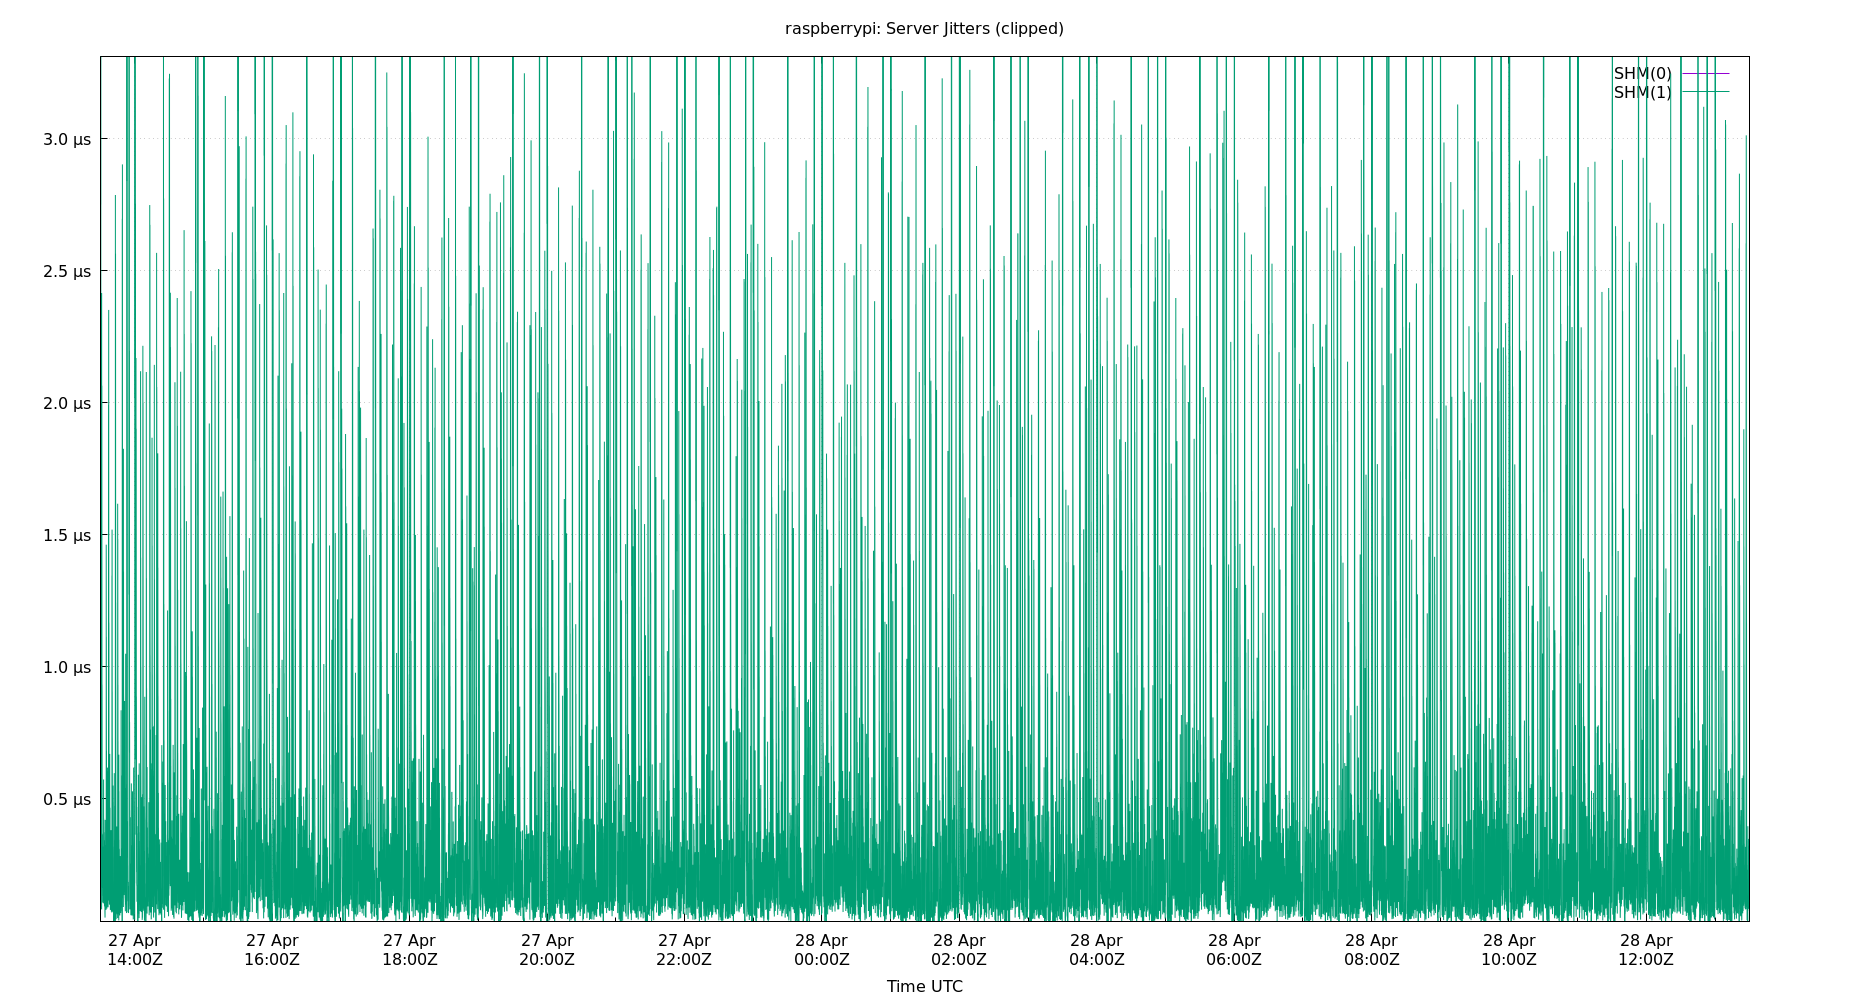 raspberrypi: Server Jitters (clipped)
SHM(0)
SHM(1)
3.0 µs
2.5 µs
2.0 µs
1.5 µs
1.0 µs
0.5 µs
27 Apr 27 Apr 27 Apr 27 Apr 27 Apr 28 Apr 28 Apr 28 Apr 28 Apr 28 Apr 28 Apr 28 Apr
14:00Z 16:00Z 18:00Z 20:00Z 22:00Z 00:00Z 02:00Z 04:00Z 06:00Z 08:00Z 10:00Z 12:00Z
Time UTC